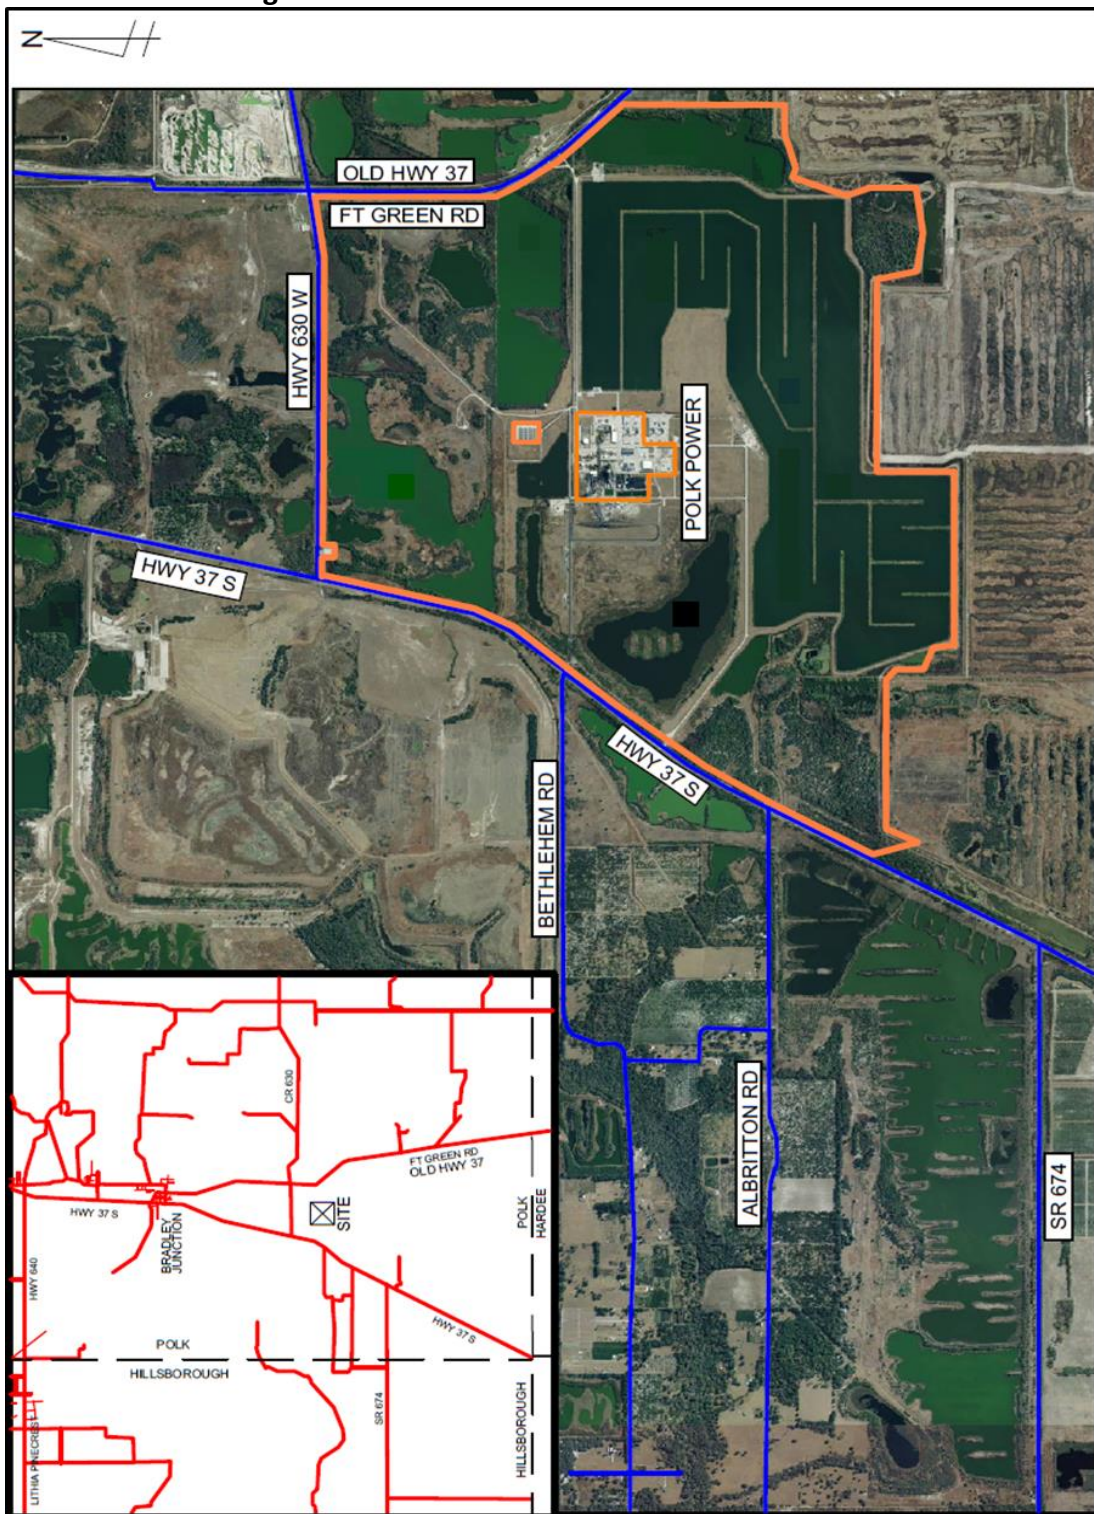 g
N
OLD HWY 37
FT GREEN RD
HWY 630 W
POLK POWER
HWY 37 S
HWY 37 S
BETHLEHEM RD
ALBRITTON RD
SR 674
CR 630
FT GREEN RD
OLD HWY 37
HWY 37 S
BRADLEY
JUNCTION
SITE
POLK
HARDEE
HWY 640
HWY 37 S
POLK
HILLSBOROUGH
SR 674
LITHIA PINECREST
HILLSBOROUGH